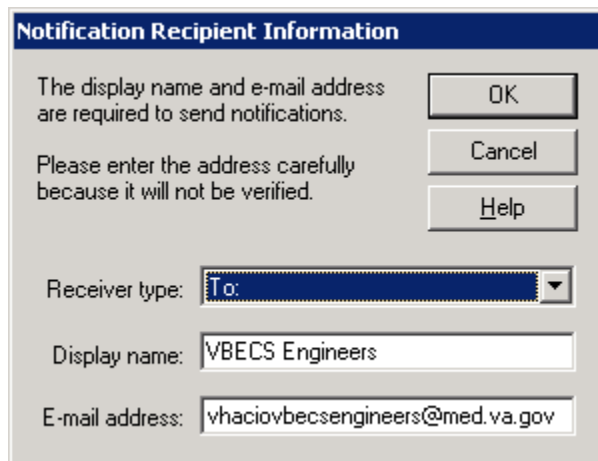 Notification Recipient Information
The display name and e-mail address
are required to send notifications.
OK
Please enter the address carefully
because it will not be verified.
Cancel
Help
Receiver type: To:
Display name: VBECS Engineers
E-mail address: vhaciovbecsengineers@med.va.gov